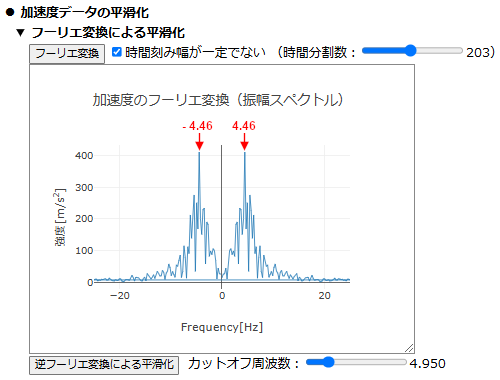 ● 加速度データの平滑化
▼ フーリエ変換による平滑化
フーリエ変換 時間刻み幅が一定でない （時間分割数： 203）
加速度のフーリエ変換（振幅スペクトル）
-4.46 4.46
400
300
200
100
0
強度[m/s²]
−20 0 20
Frequency[Hz]
逆フーリエ変換による平滑化 カットオフ周波数： 4.950